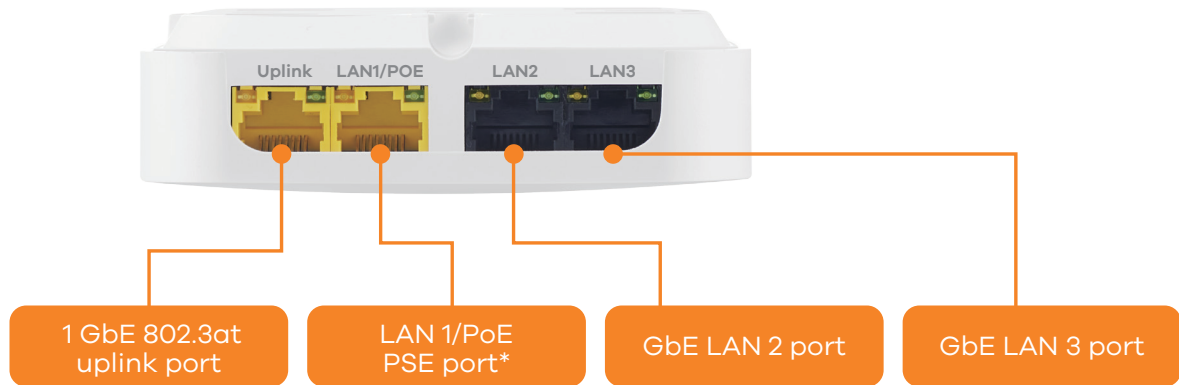 Uplink LAN1/POE LAN2 LAN3
1 GbE 802.3at
uplink port
LAN 1/PoE
PSE port*
GbE LAN 2 port
GbE LAN 3 port